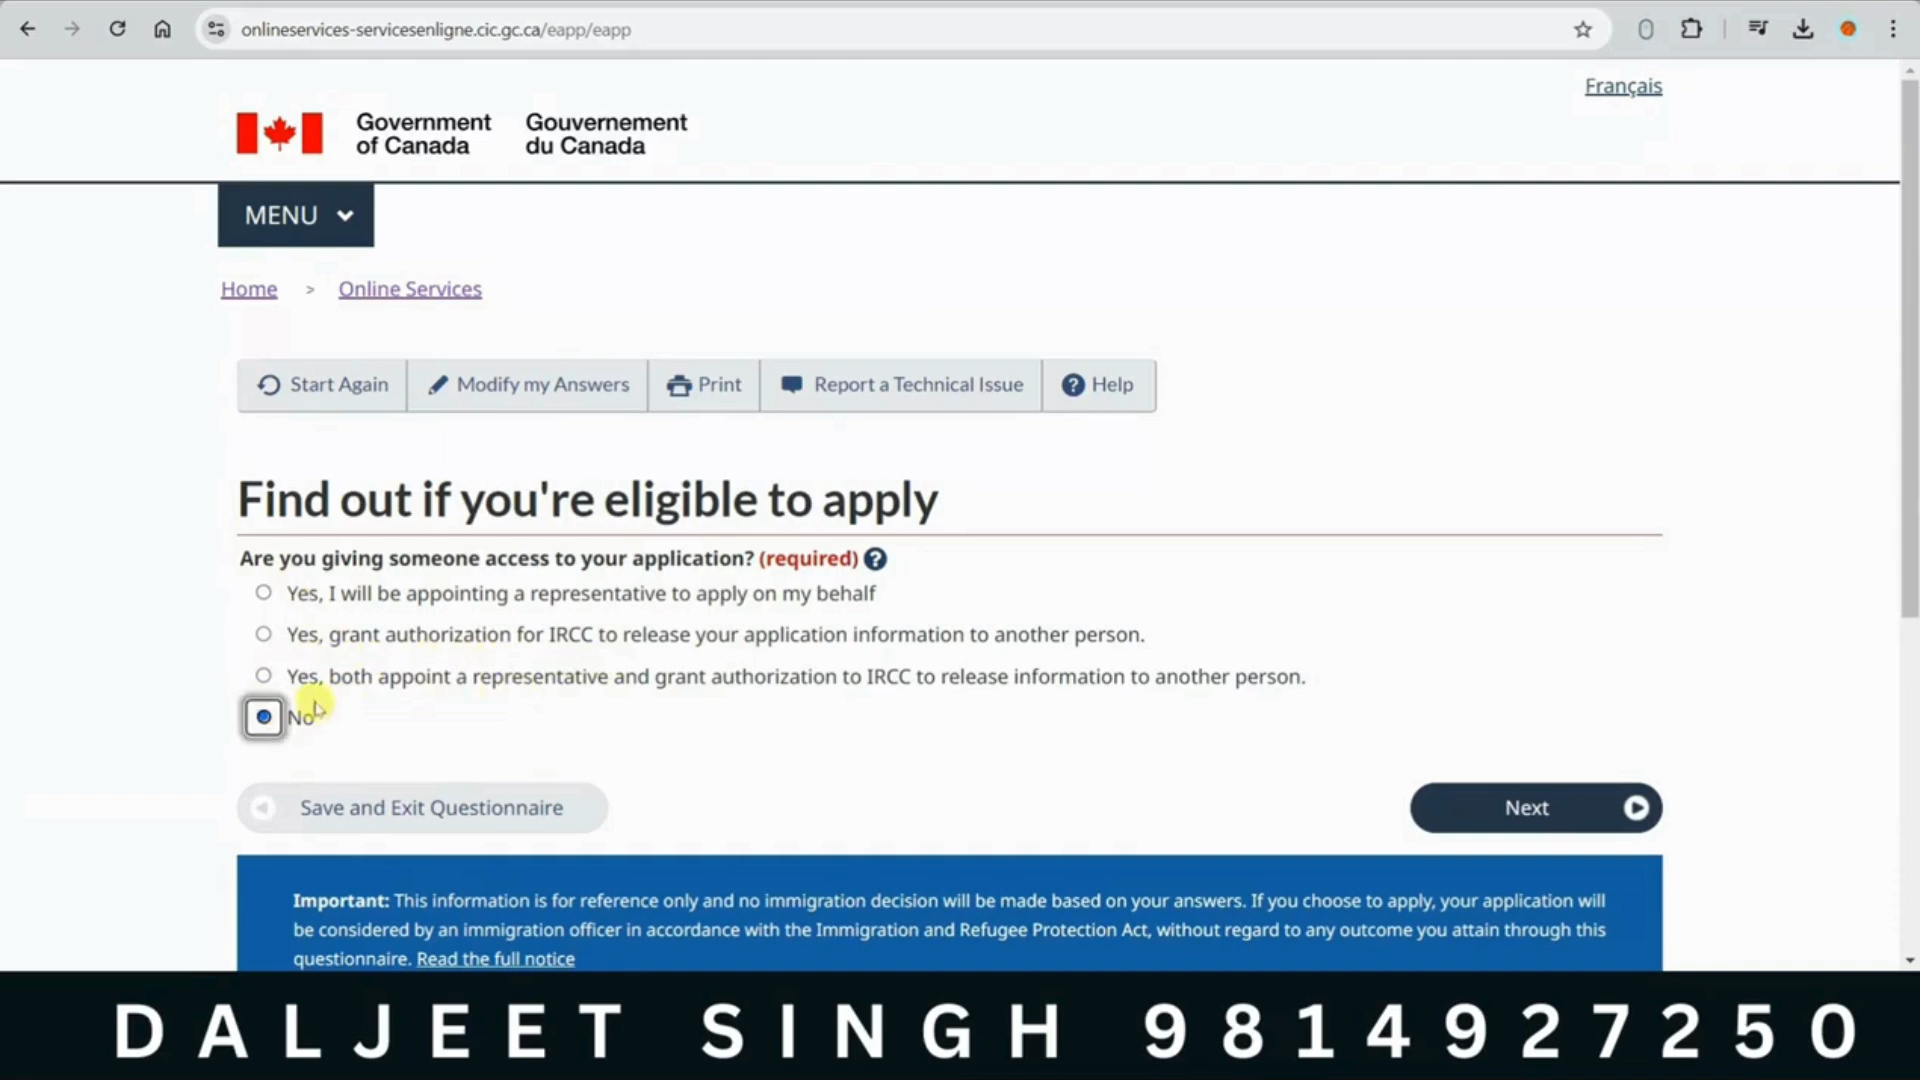 onlineservices-servicesenligne.cic.gc.ca/eapp/eapp
Français
Government of Canada
Gouvernement du Canada
MENU
Home > Online Services
Start Again
Modify my Answers
Print
Report a Technical Issue
Help
Find out if you're eligible to apply
Are you giving someone access to your application? (required)
Yes, I will be appointing a representative to apply on my behalf
Yes, grant authorization for IRCC to release your application information to another person.
Yes, both appoint a representative and grant authorization to IRCC to release information to another person.
No
Save and Exit Questionnaire
Next
Important: This information is for reference only and no immigration decision will be made based on your answers. If you choose to apply, your application will
be considered by an immigration officer in accordance with the Immigration and Refugee Protection Act, without regard to any outcome you attain through this
questionnaire. Read the full notice
DALJEET SINGH 9814927250